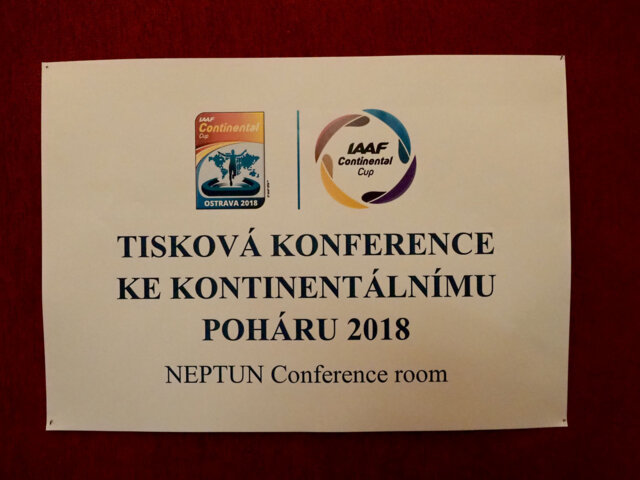 IAAF
Continental
Cup
OSTRAVA 2018
IAAF
Continental
Cup
TISKOVÁ KONFERENCE
KE KONTINENTÁLNÍMU
POHÁRU 2018
NEPTUN Conference room